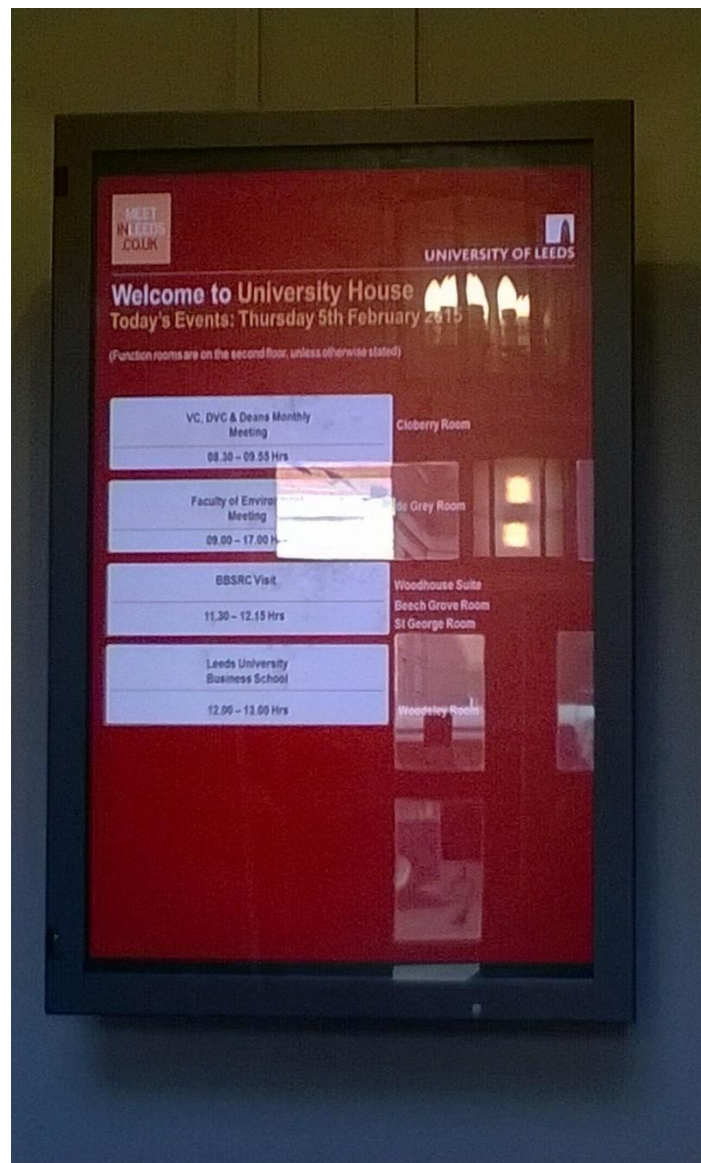 MEET
INLEEDS
.CO.UK
UNIVERSITY OF LEEDS
Welcome to University House
Today's Events: Thursday 5th February 2015
(Function rooms are on the second floor, unless otherwise stated)
VC, DVC & Deans Monthly
Meeting
08.30 – 09.55 Hrs
Cloberry Room
Faculty of
Meeting
09.00 – 17.00
de Grey Room
BBSRC Visit
11.30 – 12.15 Hrs
Woodhouse Suite
Beech Grove Room
St George Room
Leeds University
Business School
12.00 – 13.00 Hrs
Woodsley Room